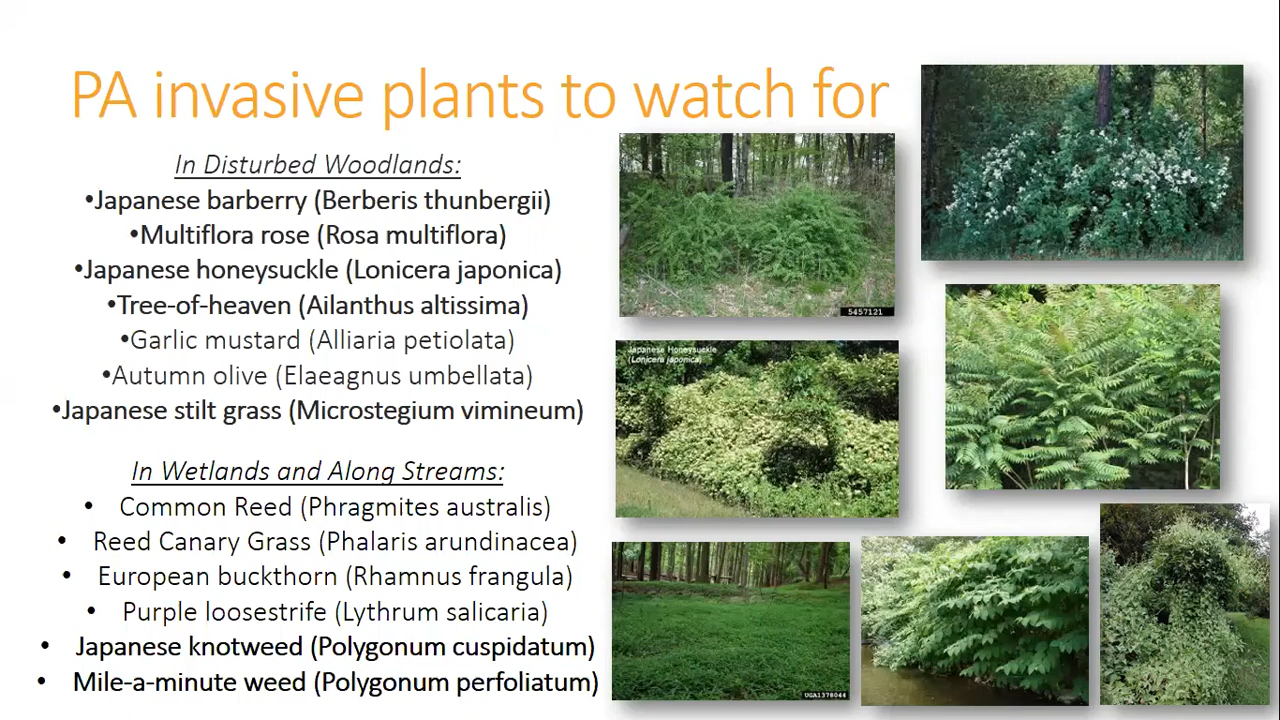 PA invasive plants to watch for
In Disturbed Woodlands:
•Japanese barberry (Berberis thunbergii)
•Multiflora rose (Rosa multiflora)
•Japanese honeysuckle (Lonicera japonica)
•Tree-of-heaven (Ailanthus altissima)
•Garlic mustard (Alliaria petiolata)
•Autumn olive (Elaeagnus umbellata)
•Japanese stilt grass (Microstegium vimineum)
In Wetlands and Along Streams:
• Common Reed (Phragmites australis)
• Reed Canary Grass (Phalaris arundinacea)
• European buckthorn (Rhamnus frangula)
• Purple loosestrife (Lythrum salicaria)
• Japanese knotweed (Polygonum cuspidatum)
• Mile-a-minute weed (Polygonum perfoliatum)
5457121
Japanese Honeysuckle
(Lonicera japonica)
UGA1378044